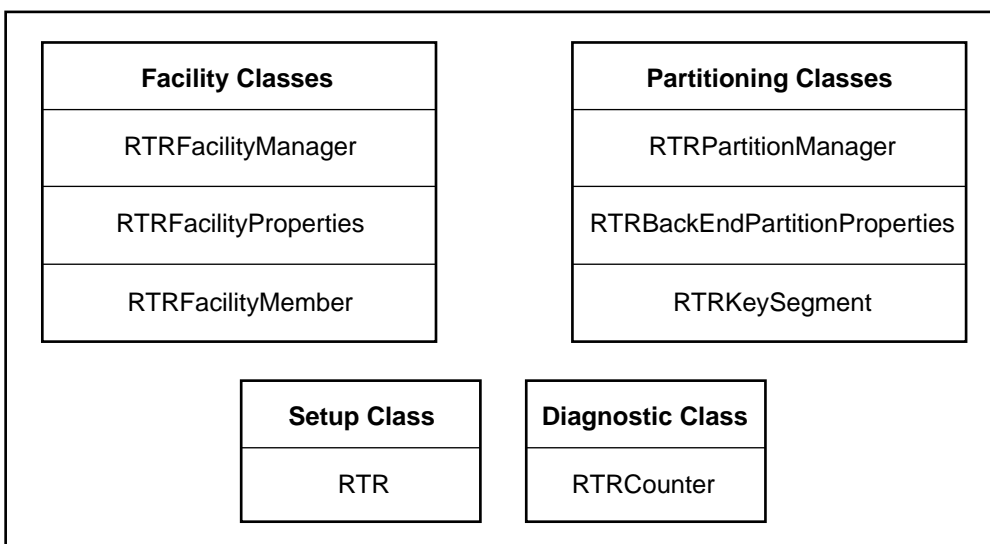 Facility Classes
RTRFacilityManager
RTRFacilityProperties
RTRFacilityMember
Partitioning Classes
RTRPartitionManager
RTRBackEndPartitionProperties
RTRKeySegment
Setup Class
RTR
Diagnostic Class
RTRCounter